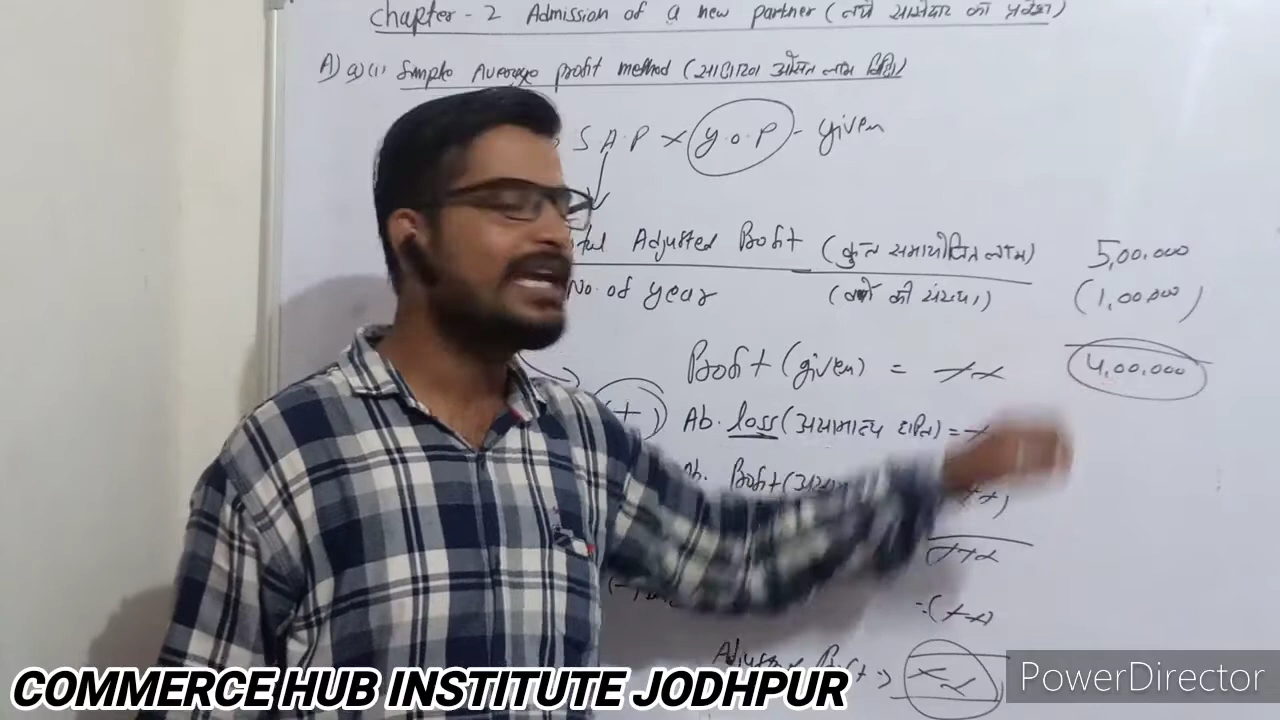 Chapter - 2 Admission of a new partner (नये साझेदार का प्रवेश)
A) a) (i) Simple Average profit method (साधारण औसत लाभ विधि)
S A.P × Y.O.P - given
Adjusted Profit (कुल समायोजित लाभ)
No. of year (वर्षो की संख्या)
5,00,000
(1,00,000)
4,00,000
Profit (given) = xx
(+) Ab. loss (असामान्य हानि) =
Ab. Profit
xx)
xxx
=(xx)
xx
COMMERCE HUB INSTITUTE JODHPUR
PowerDirector